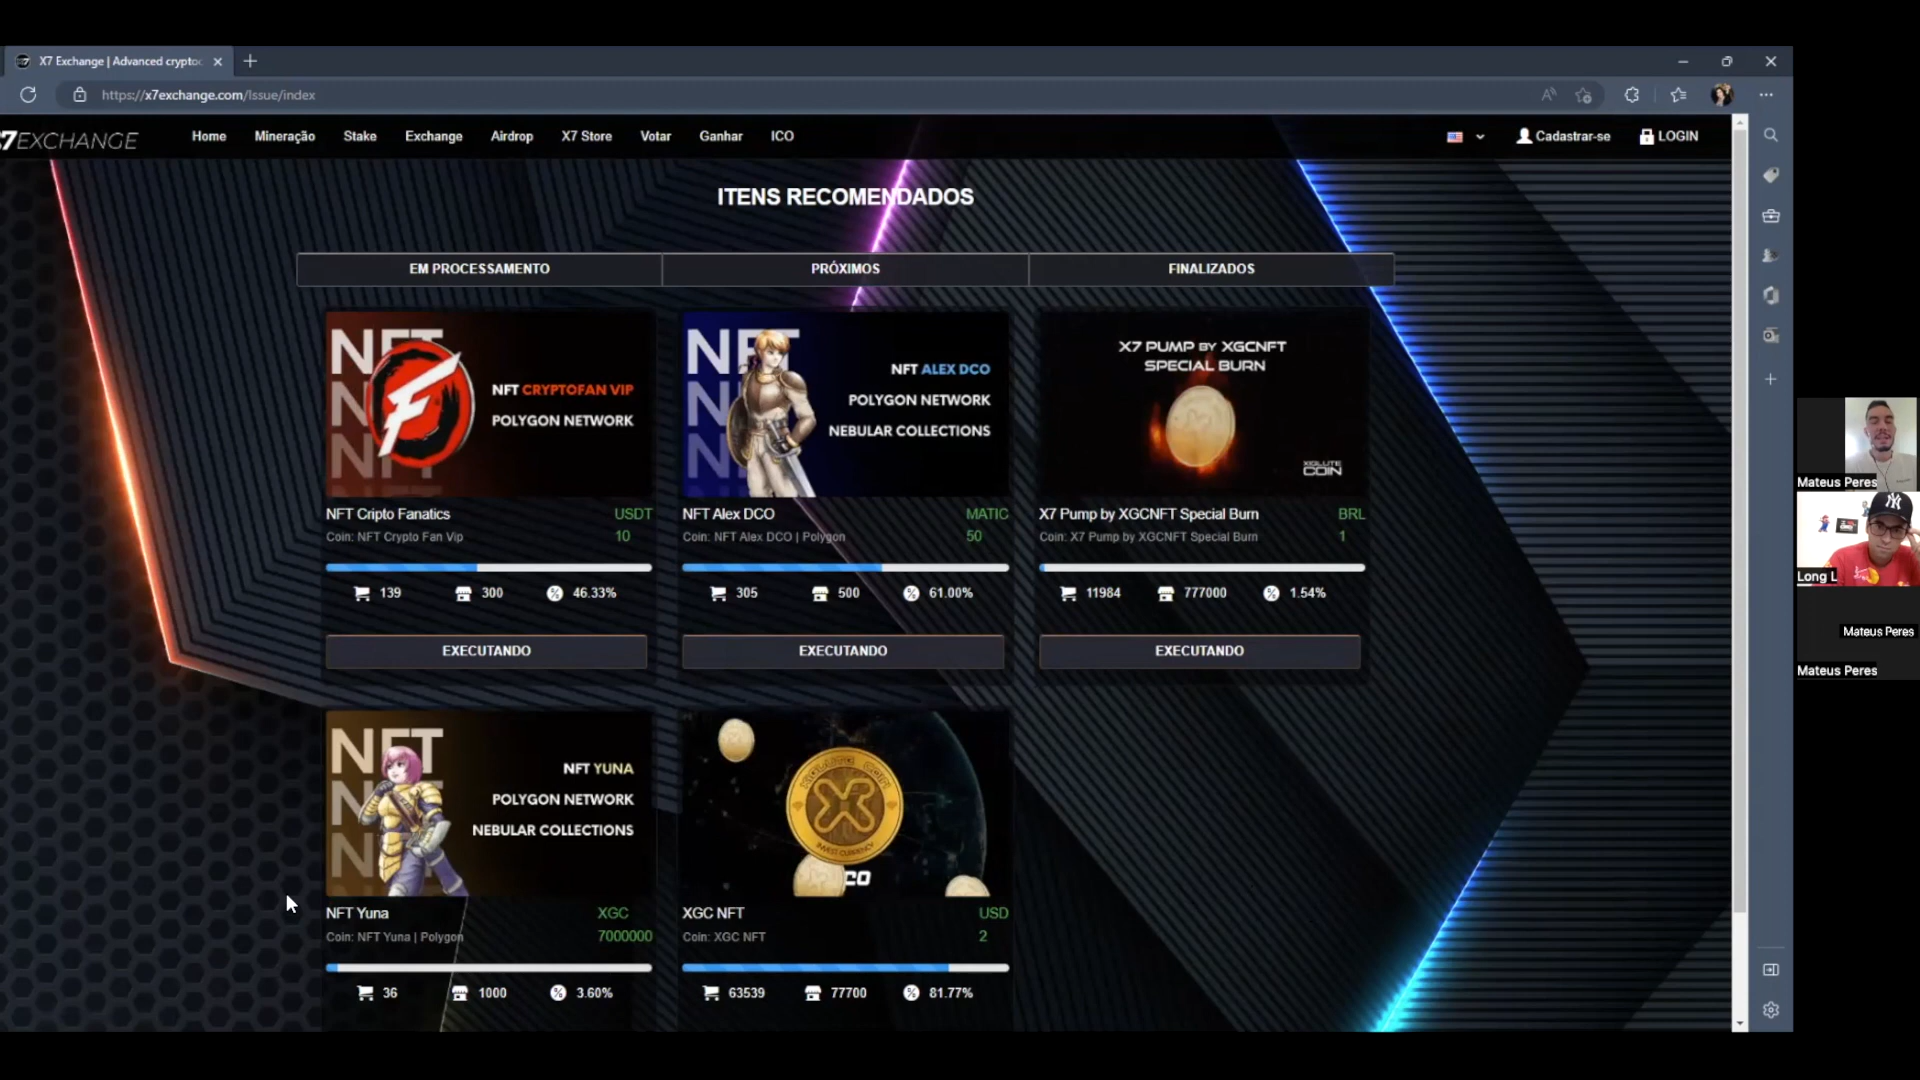 X7 Exchange | Advanced crypto
https://x7exchange.com/Issue/index
X7EXCHANGE
Home
Mineração
Stake
Exchange
Airdrop
X7 Store
Votar
Ganhar
ICO
Cadastrar-se
LOGIN
ITENS RECOMENDADOS
EM PROCESSAMENTO
PRÓXIMOS
FINALIZADOS
NFT
NFT CRYPTOFAN VIP
POLYGON NETWORK
NFT
NFT ALEX DCO
POLYGON NETWORK
NEBULAR COLLECTIONS
X7 PUMP BY XGCNFT
SPECIAL BURN
XIGLUTE
COIN
NFT Cripto Fanatics USDT
Coin: NFT Crypto Fan Vip 10
139 300 46.33%
EXECUTANDO
NFT Alex DCO MATIC
Coin: NFT Alex DCO | Polygon 50
305 500 61.00%
EXECUTANDO
X7 Pump by XGCNFT Special Burn BRL
Coin: X7 Pump by XGCNFT Special Burn 1
11984 777000 1.54%
EXECUTANDO
NFT
NFT YUNA
POLYGON NETWORK
NEBULAR COLLECTIONS
NFT Yuna XGC
Coin: NFT Yuna | Polygon 7000000
36 1000 3.60%
XGC NFT USD
Coin: XGC NFT 2
63539 77700 81.77%
Mateus Peres
Long L
Mateus Peres
Mateus Peres